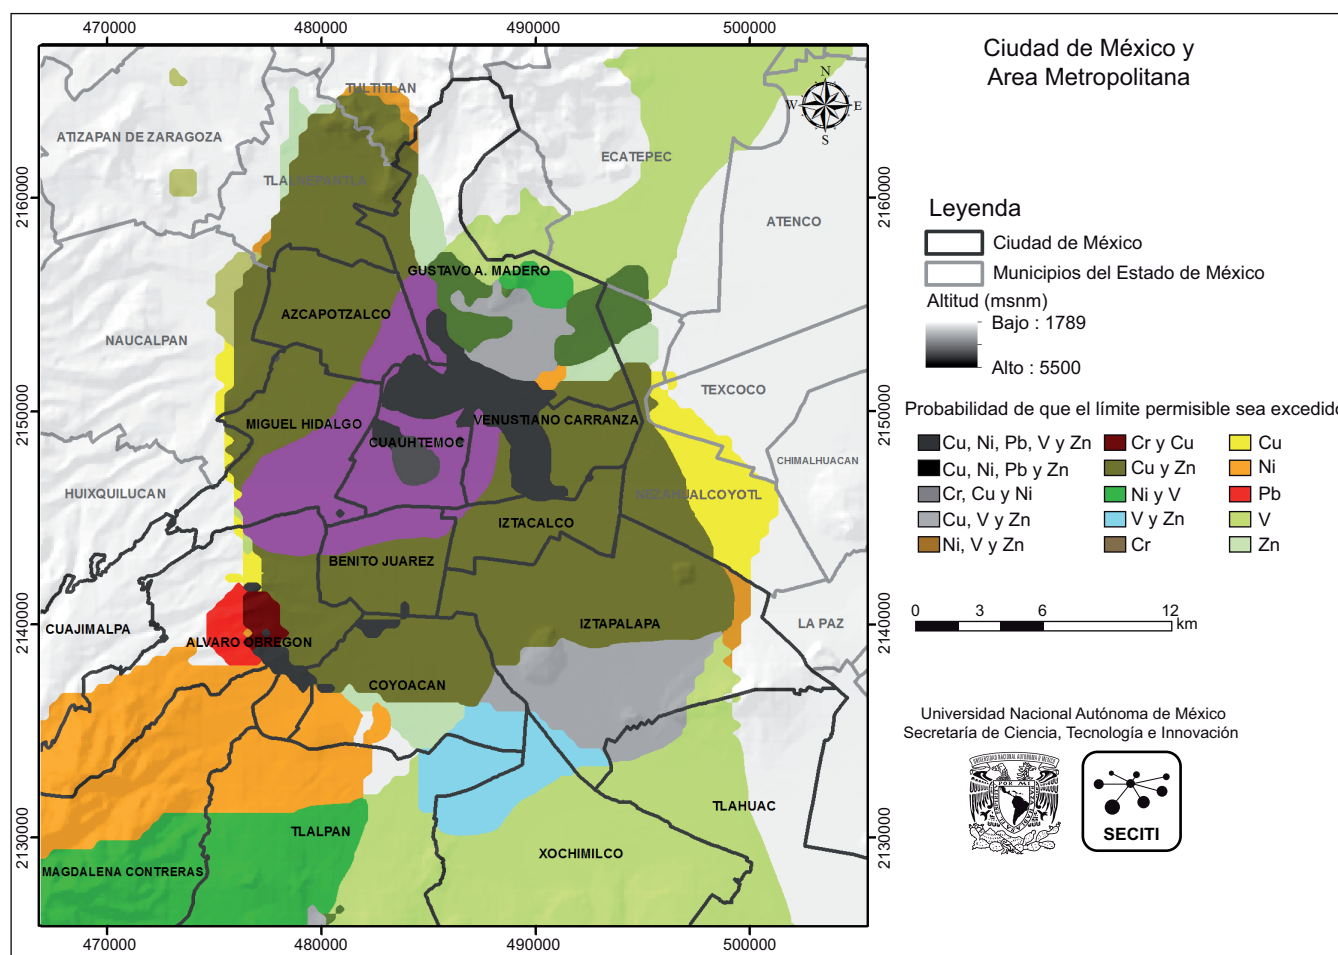 470000
480000
490000
500000
Ciudad de México y
Area Metropolitana
N
W
E
S
2160000
2150000
2140000
2130000
2160000
2150000
2140000
2130000
TULTITLAN
ATIZAPAN DE ZARAGOZA
ECATEPEC
TLALNEPANTLA
ATENCO
GUSTAVO A. MADERO
AZCAPOTZALCO
NAUCALPAN
TEXCOCO
MIGUEL HIDALGO
VENUSTIANO CARRANZA
CUAUHTEMOC
CHIMALHUACAN
HUIXQUILUCAN
NEZAHUALCOYOTL
IZTACALCO
BENITO JUAREZ
CUAJIMALPA
ALVARO OBREGON
IZTAPALAPA
LA PAZ
COYOACAN
TLAHUAC
TLALPAN
XOCHIMILCO
MAGDALENA CONTRERAS
470000
480000
490000
500000
Leyenda
Ciudad de México
Municipios del Estado de México
Altitud (msnm)
Bajo : 1789
Alto : 5500
Probabilidad de que el límite permisible sea excedido
Cu, Ni, Pb, V y Zn
Cu, Ni, Pb y Zn
Cr, Cu y Ni
Cu, V y Zn
Ni, V y Zn
Cr y Cu
Cu y Zn
Ni y V
V y Zn
Cr
Cu
Ni
Pb
V
Zn
0 3 6 12
km
Universidad Nacional Autónoma de México
Secretaría de Ciencia, Tecnología e Innovación
SECITI